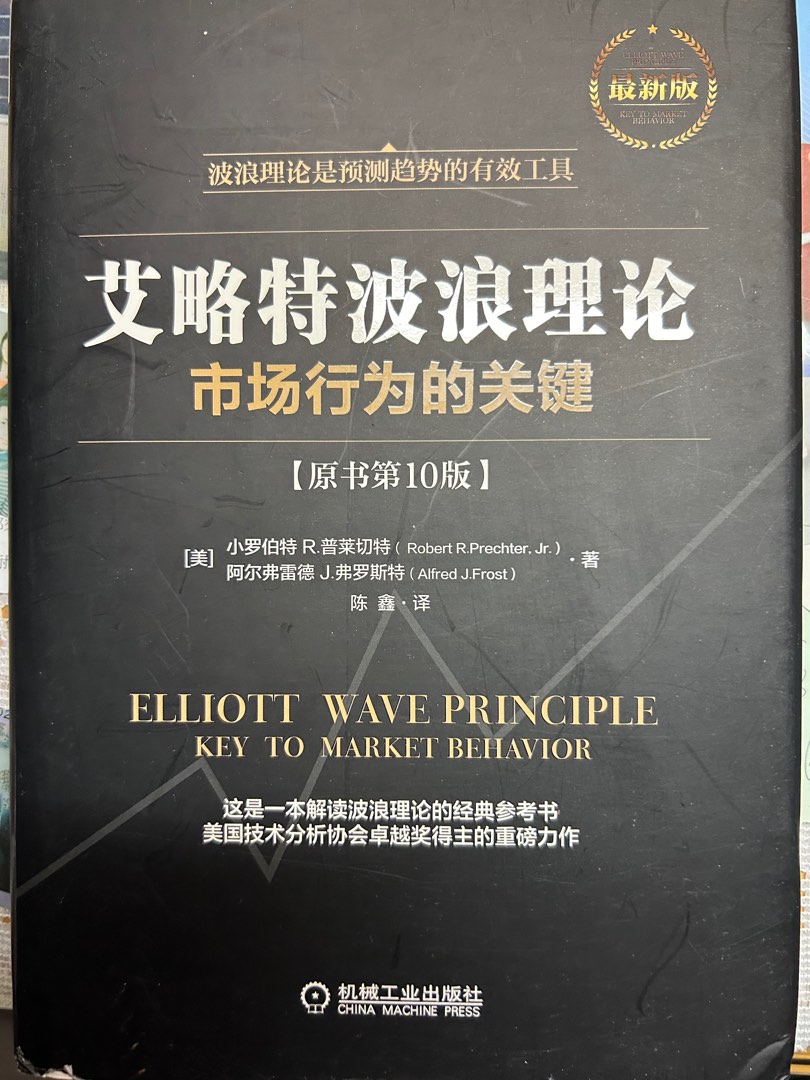 ELLIOTT WAVE
PRINCIPLE
最新版
KEY TO MARKET
BEHAVIOR
波浪理论是预测趋势的有效工具
艾略特波浪理论
市场行为的关键
【原书第10版】
[美] 小罗伯特 R.普莱切特（Robert R.Prechter, Jr.）
阿尔弗雷德 J.弗罗斯特（Alfred J.Frost）
·著
陈 鑫·译
ELLIOTT WAVE PRINCIPLE
KEY TO MARKET BEHAVIOR
这是一本解读波浪理论的经典参考书
美国技术分析协会卓越奖得主的重磅力作
机械工业出版社
CHINA MACHINE PRESS